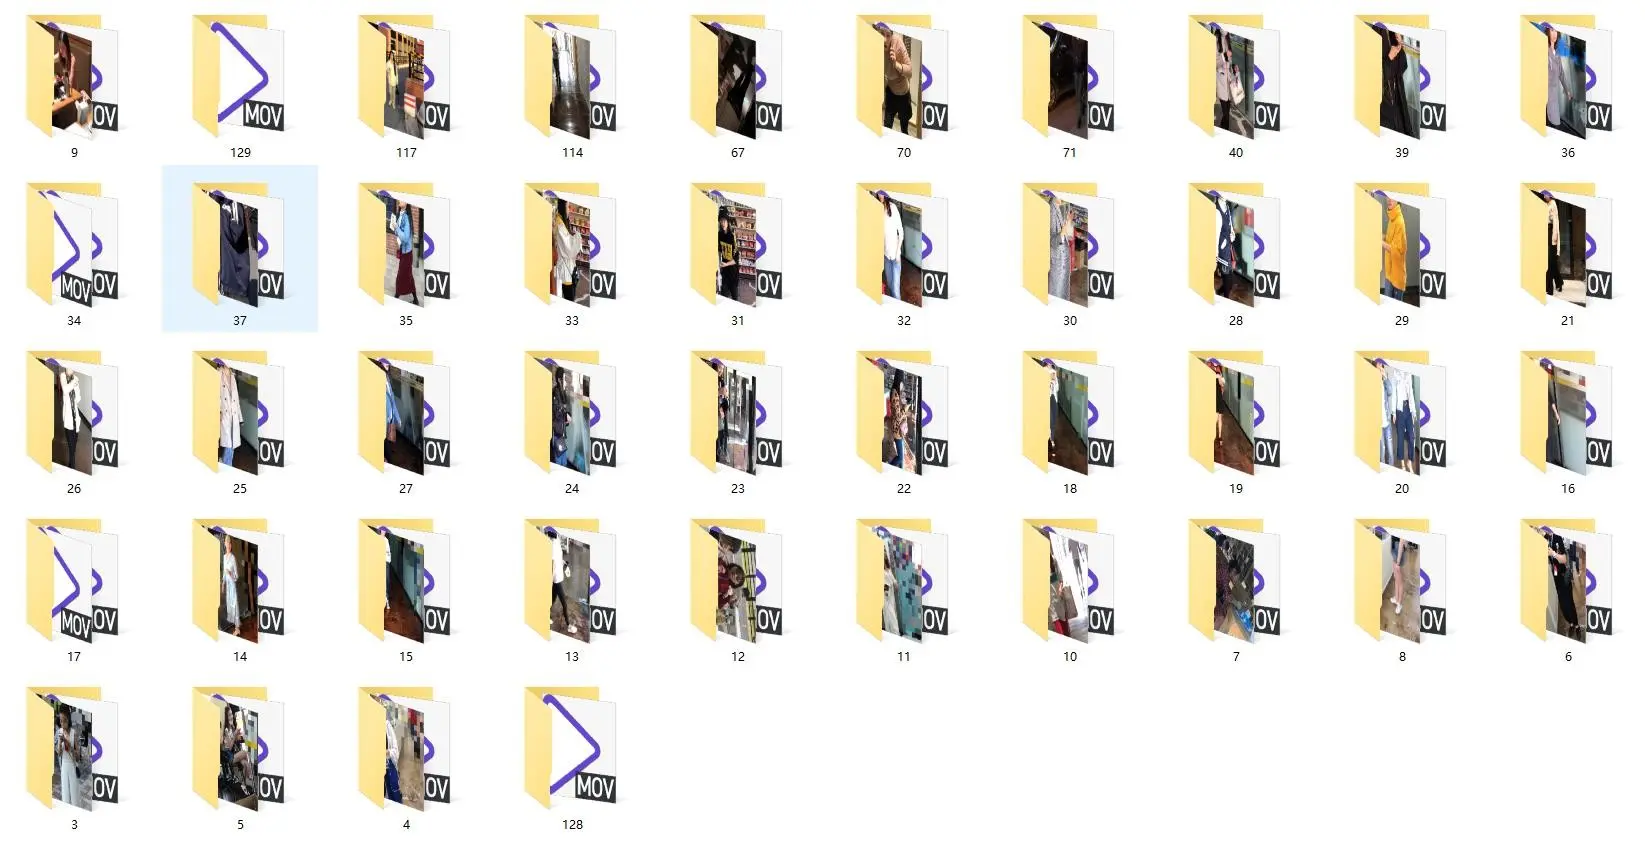 OV OV OV OV OV OV OV OV OV
MOV
9 129 117 114 67 70 71 40 39 36
MOV OV OV OV OV OV OV OV OV OV OV
34 37 35 33 31 32 30 28 29 21
OV OV OV OV OV OV OV OV OV OV
26 25 27 24 23 22 18 19 20 16
MOV OV OV OV OV OV OV OV OV OV OV
17 14 15 13 12 11 10 7 8 6
OV OV OV MOV
3 5 4 128